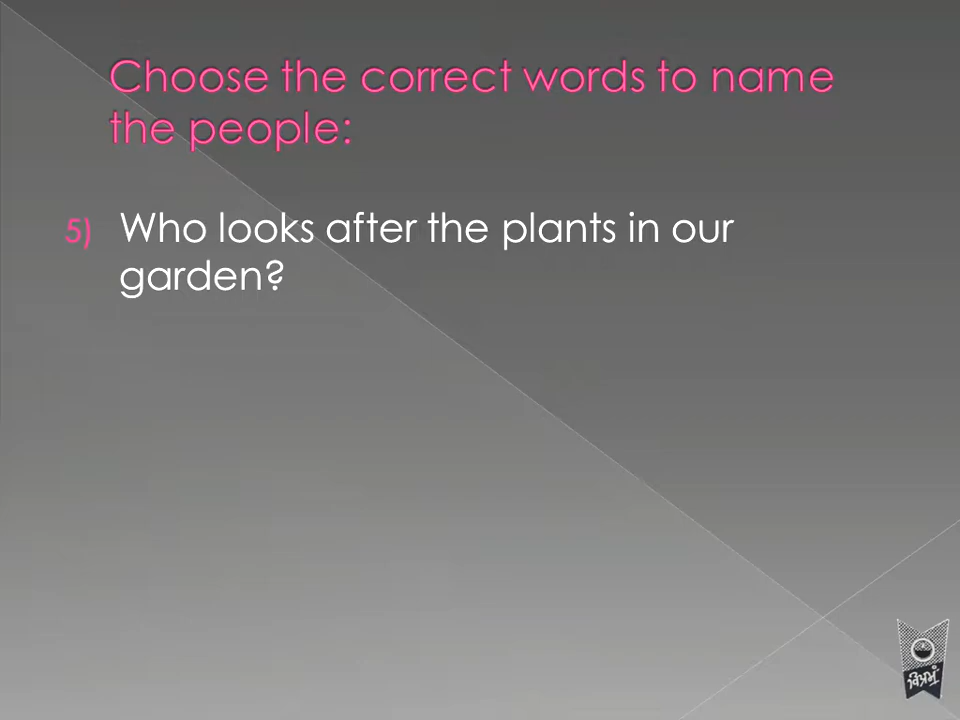 Choose the correct words to name
the people:
5) Who looks after the plants in our
garden?